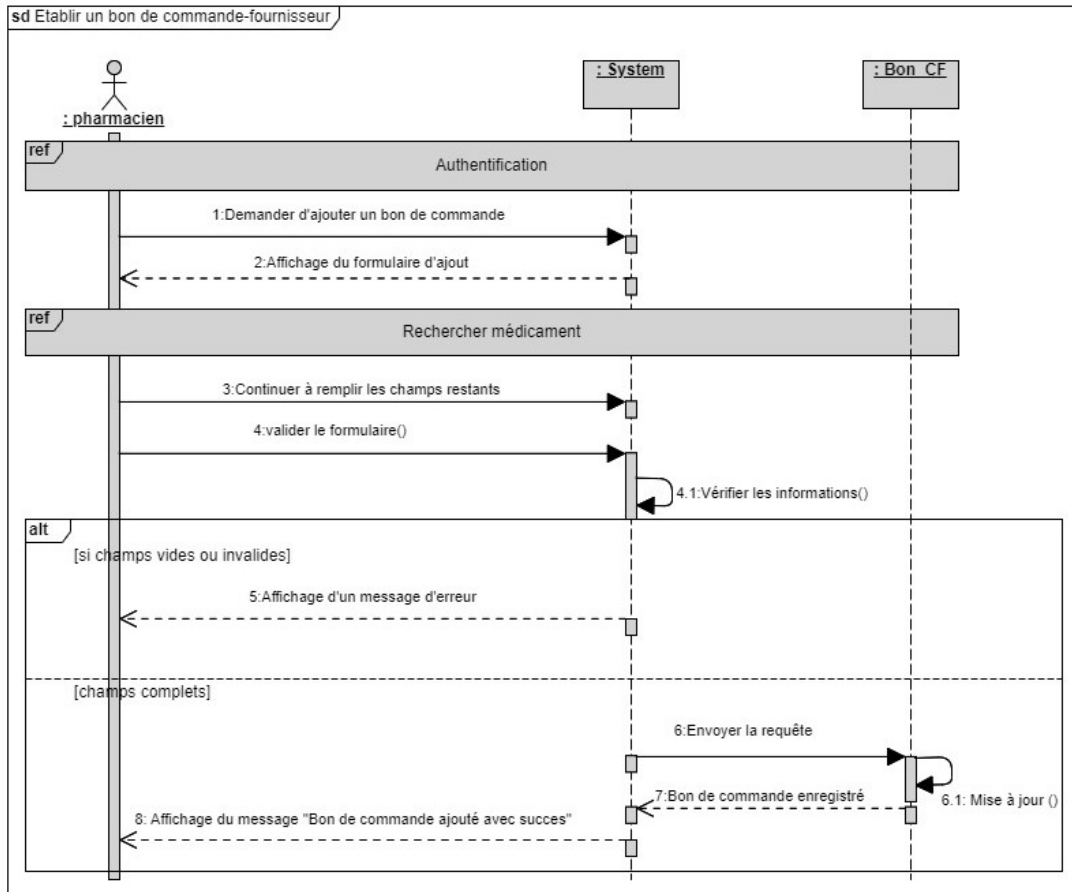 sd Etablir un bon de commande-fournisseur
: pharmacien
: System
: Bon_CF
ref
Authentification
1:Demander d'ajouter un bon de commande
2:Affichage du formulaire d'ajout
ref
Rechercher médicament
3:Continuer à remplir les champs restants
4:valider le formulaire()
4.1:Vérifier les informations()
alt
[si champs vides ou invalides]
5:Affichage d'un message d'erreur
[champs complets]
6:Envoyer la requête
7:Bon de commande enregistré
6.1: Mise à jour ()
8: Affichage du message "Bon de commande ajouté avec succes"